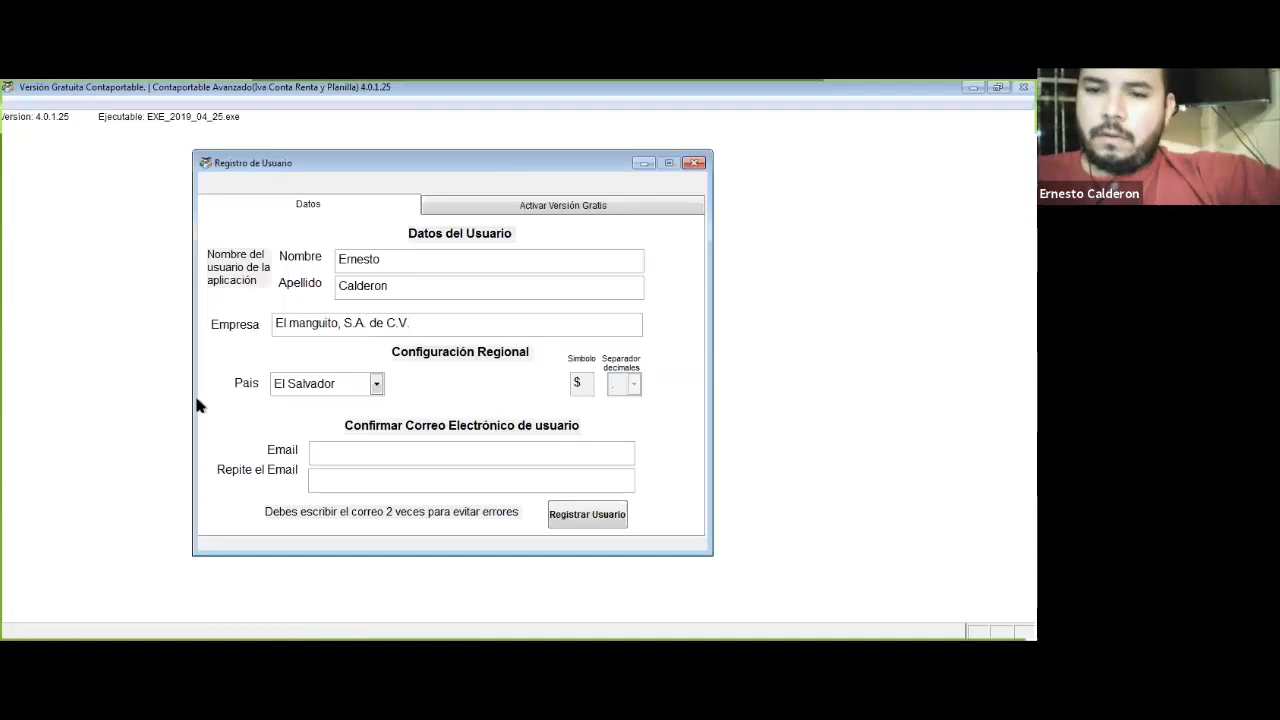 Versión Gratuita Contaportable. | Contaportable Avanzado(Iva Conta Renta y Planilla) 4.0.1.25
Version: 4.0.1.25 Ejecutable: EXE_2019_04_25.exe
Registro de Usuario
Datos
Activar Versión Gratis
Datos del Usuario
Nombre del usuario de la aplicación
Nombre
Ernesto
Apellido
Calderon
Empresa
El manguito, S.A. de C.V.
Configuración Regional
Simbolo
Separador decimales
Pais
El Salvador
$
.
Confirmar Correo Electrónico de usuario
Email
Repite el Email
Debes escribir el correo 2 veces para evitar errores
Registrar Usuario
Ernesto Calderon